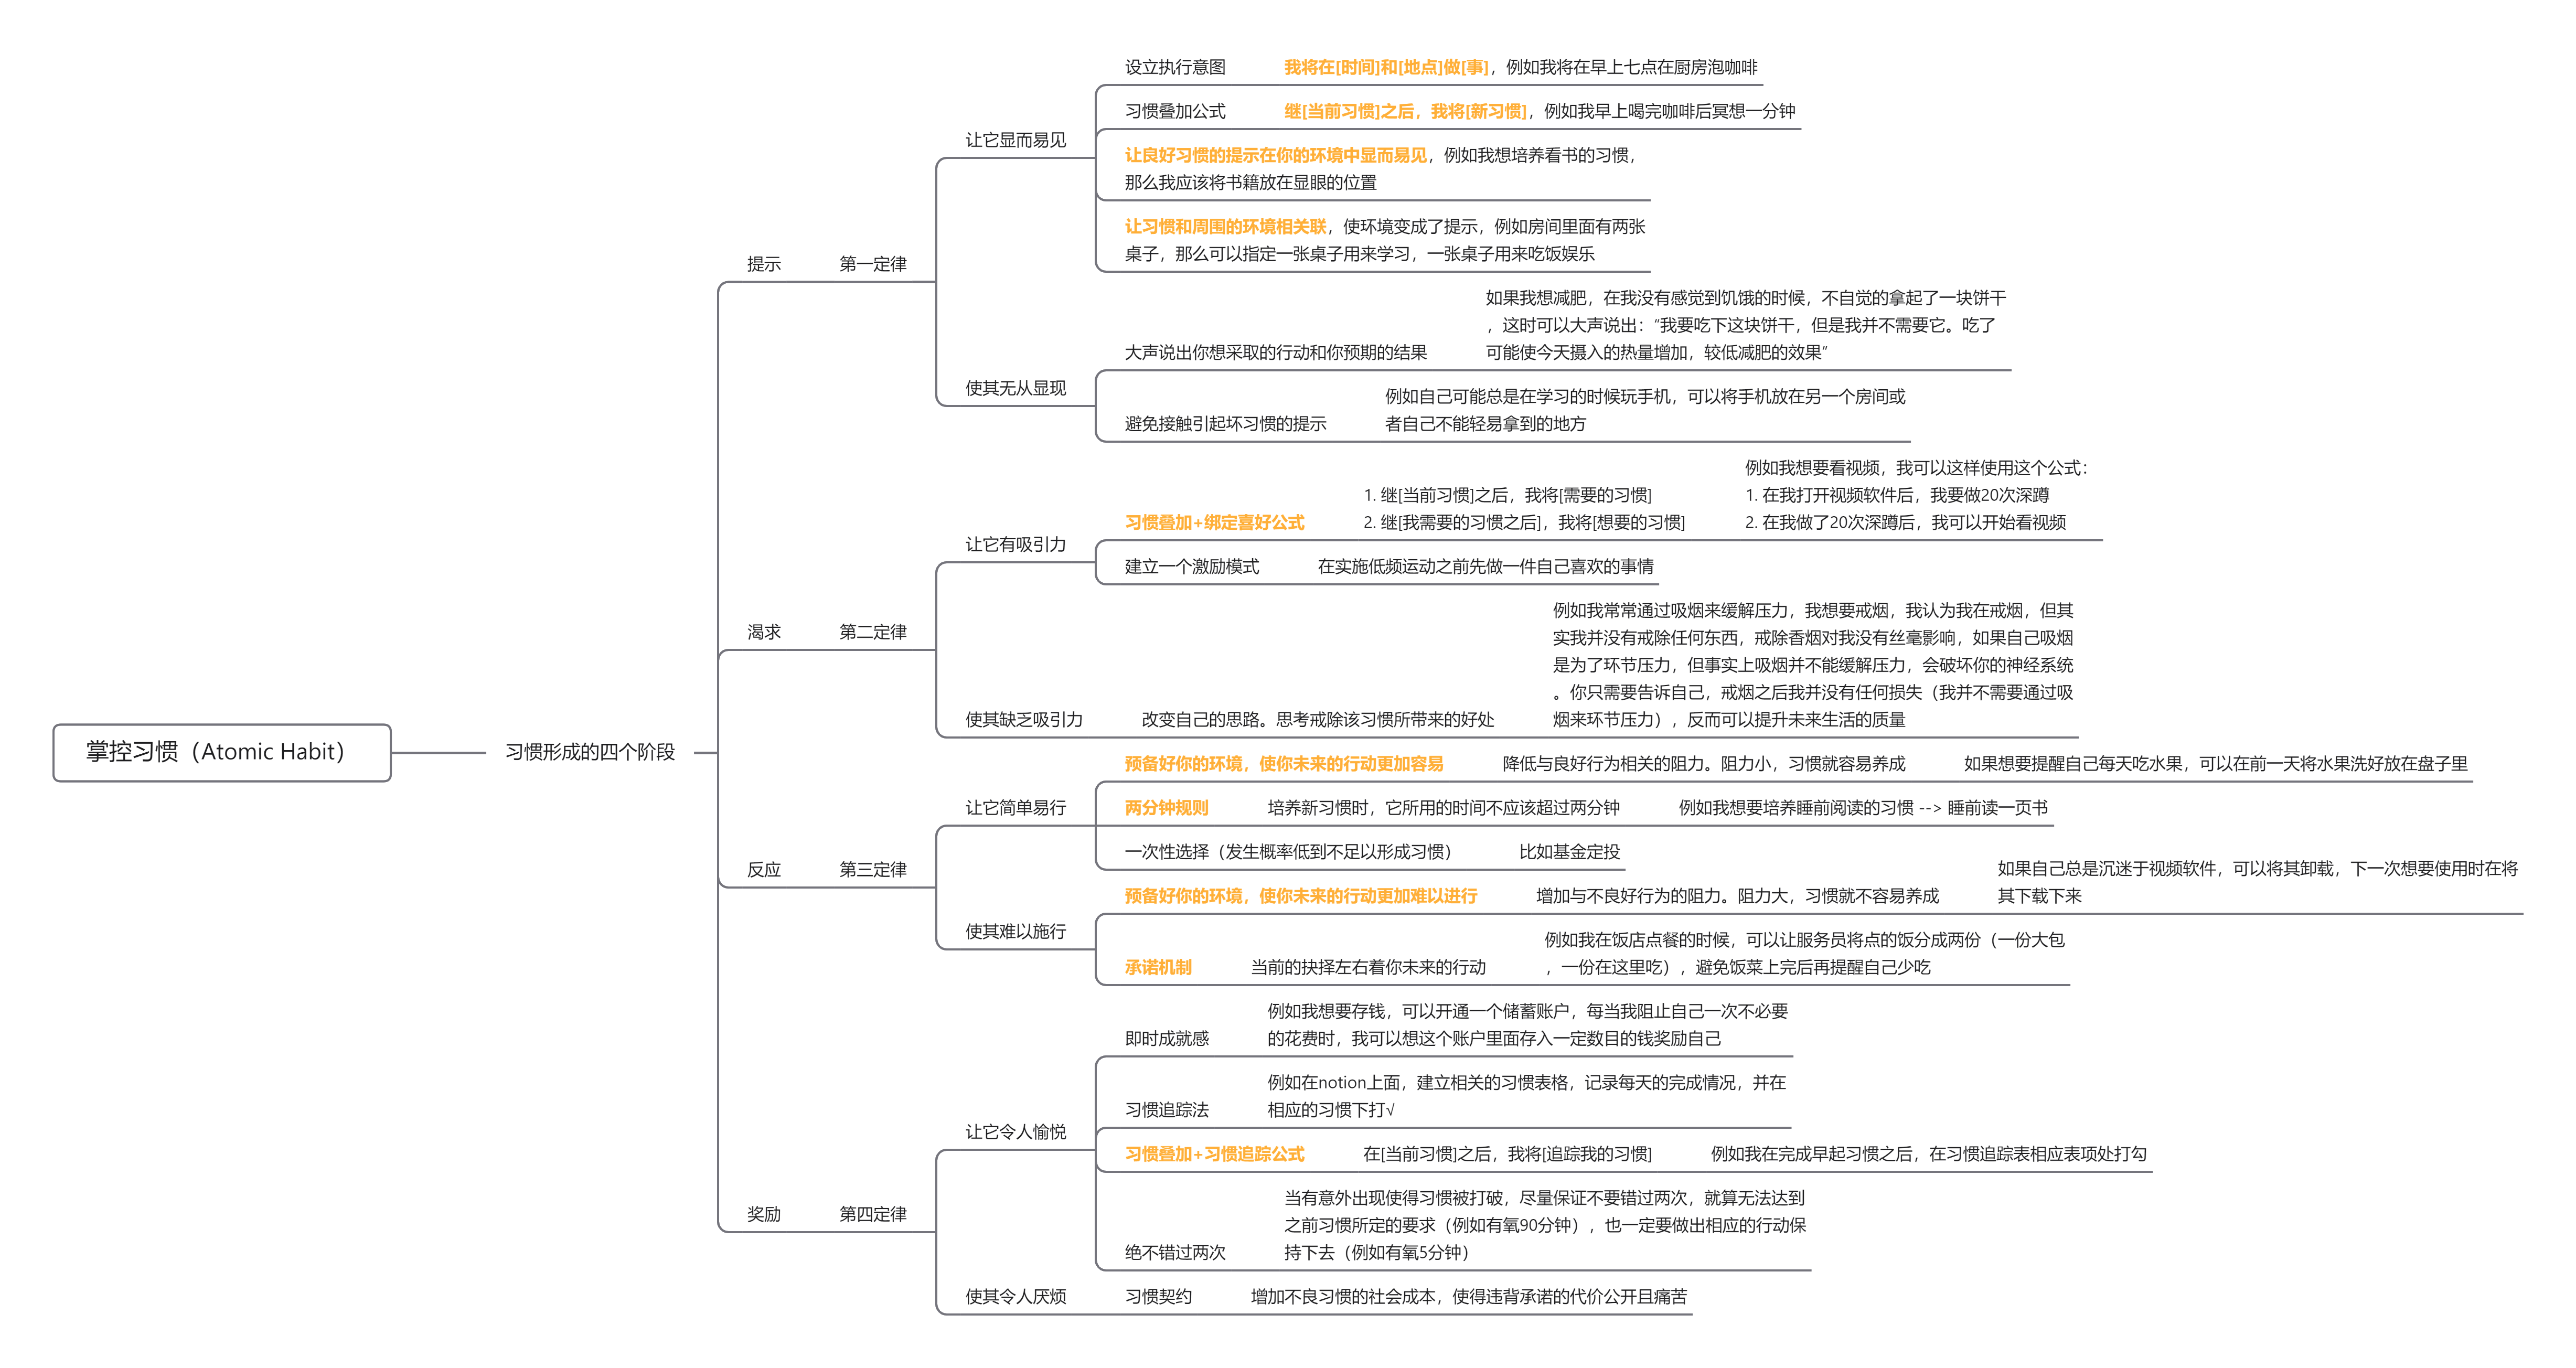 掌控习惯（Atomic Habit）
习惯形成的四个阶段
提示
第一定律
让它显而易见
设立执行意图
我将在[时间]和[地点]做[事]，例如我将在早上七点在厨房泡咖啡
习惯叠加公式
继[当前习惯]之后，我将[新习惯]，例如我早上喝完咖啡后冥想一分钟
让良好习惯的提示在你的环境中显而易见，例如我想培养看书的习惯，
那么我应该将书籍放在显眼的位置
让习惯和周围的环境相关联，使环境变成了提示，例如房间里面有两张
桌子，那么可以指定一张桌子用来学习，一张桌子用来吃饭娱乐
使其无从显现
大声说出你想采取的行动和你预期的结果
如果我想减肥，在我没有感觉到饥饿的时候，不自觉的拿起了一块饼干
，这时可以大声说出：“我要吃下这块饼干，但是我并不需要它。吃了
可能使今天摄入的热量增加，较低减肥的效果”
避免接触引起坏习惯的提示
例如自己可能总是在学习的时候玩手机，可以将手机放在另一个房间或
者自己不能轻易拿到的地方
渴求
第二定律
让它有吸引力
习惯叠加+绑定喜好公式
1. 继[当前习惯]之后，我将[需要的习惯]
2. 继[我需要的习惯之后]，我将[想要的习惯]
例如我想要看视频，我可以这样使用这个公式：
1. 在我打开视频软件后，我要做20次深蹲
2. 在我做了20次深蹲后，我可以开始看视频
建立一个激励模式
在实施低频运动之前先做一件自己喜欢的事情
使其缺乏吸引力
改变自己的思路。思考戒除该习惯所带来的好处
例如我常常通过吸烟来缓解压力，我想要戒烟，我认为我在戒烟，但其
实我并没有戒除任何东西，戒除香烟对我没有丝毫影响，如果自己吸烟
是为了环节压力，但事实上吸烟并不能缓解压力，会破坏你的神经系统
。你只需要告诉自己，戒烟之后我并没有任何损失（我并不需要通过吸
烟来环节压力），反而可以提升未来生活的质量
反应
第三定律
让它简单易行
预备好你的环境，使你未来的行动更加容易
降低与良好行为相关的阻力。阻力小，习惯就容易养成
如果想要提醒自己每天吃水果，可以在前一天将水果洗好放在盘子里
两分钟规则
培养新习惯时，它所用的时间不应该超过两分钟
例如我想要培养睡前阅读的习惯 --> 睡前读一页书
一次性选择（发生概率低到不足以形成习惯）
比如基金定投
使其难以施行
预备好你的环境，使你未来的行动更加难以进行
增加与不良好行为的阻力。阻力大，习惯就不容易养成
如果自己总是沉迷于视频软件，可以将其卸载，下一次想要使用时在将
其下载下来
承诺机制
当前的抉择左右着你未来的行动
例如我在饭店点餐的时候，可以让服务员将点的饭分成两份（一份大包
，一份在这里吃），避免饭菜上完后再提醒自己少吃
奖励
第四定律
让它令人愉悦
即时成就感
例如我想要存钱，可以开通一个储蓄账户，每当我阻止自己一次不必要
的花费时，我可以想这个账户里面存入一定数目的钱奖励自己
习惯追踪法
例如在notion上面，建立相关的习惯表格，记录每天的完成情况，并在
相应的习惯下打√
习惯叠加+习惯追踪公式
在[当前习惯]之后，我将[追踪我的习惯]
例如我在完成早起习惯之后，在习惯追踪表相应表项处打勾
绝不错过两次
当有意外出现使得习惯被打破，尽量保证不要错过两次，就算无法达到
之前习惯所定的要求（例如有氧90分钟），也一定要做出相应的行动保
持下去（例如有氧5分钟）
使其令人厌烦
习惯契约
增加不良习惯的社会成本，使得违背承诺的代价公开且痛苦